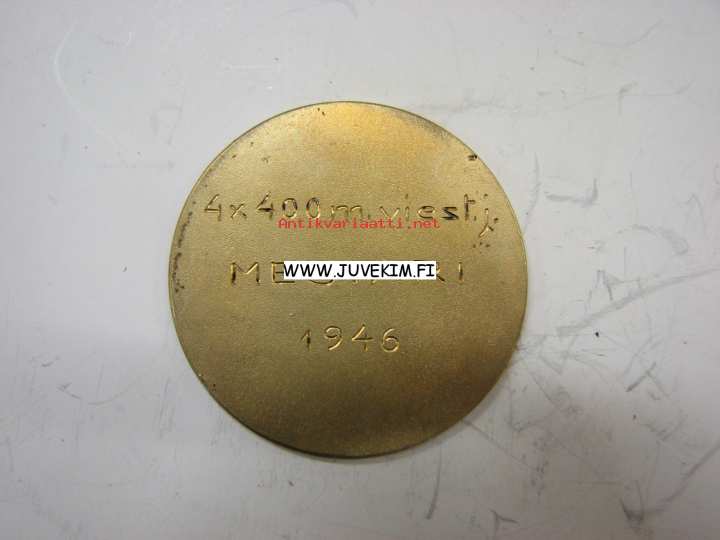 4x400m.viesti
Antikvariaatti.net
WWW.JUVEKIM.FI
1946